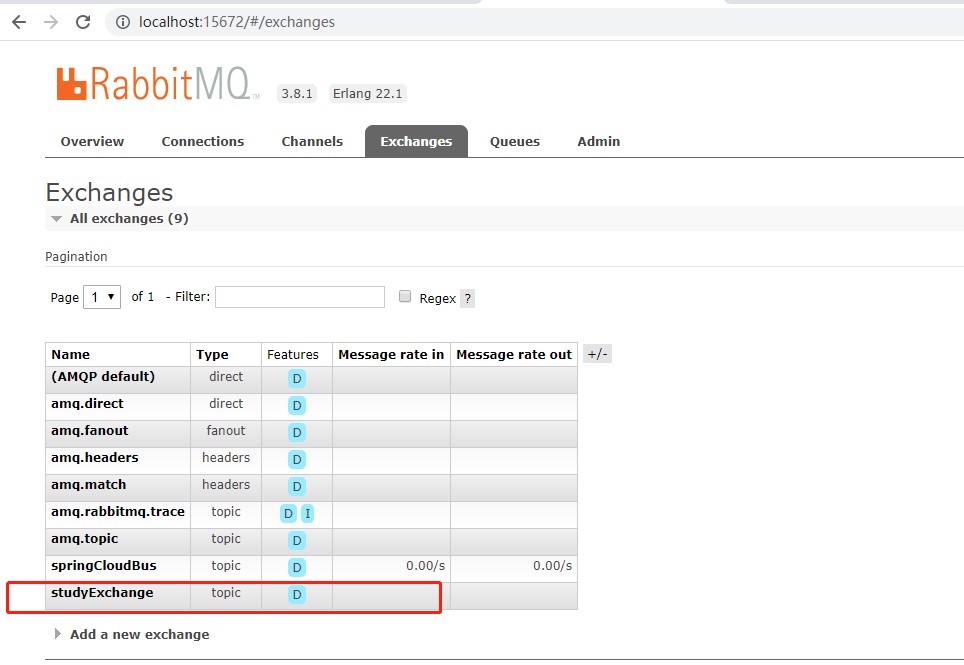 localhost:15672/#/exchanges
RabbitMQ TM 3.8.1 Erlang 22.1
Overview Connections Channels Exchanges Queues Admin
Exchanges
All exchanges (9)
Pagination
Page 1 of 1 - Filter: Regex ?
Name Type Features Message rate in Message rate out +/-
(AMQP default) direct D
amq.direct direct D
amq.fanout fanout D
amq.headers headers D
amq.match headers D
amq.rabbitmq.trace topic D I
amq.topic topic D
springCloudBus topic D 0.00/s 0.00/s
studyExchange topic D
Add a new exchange